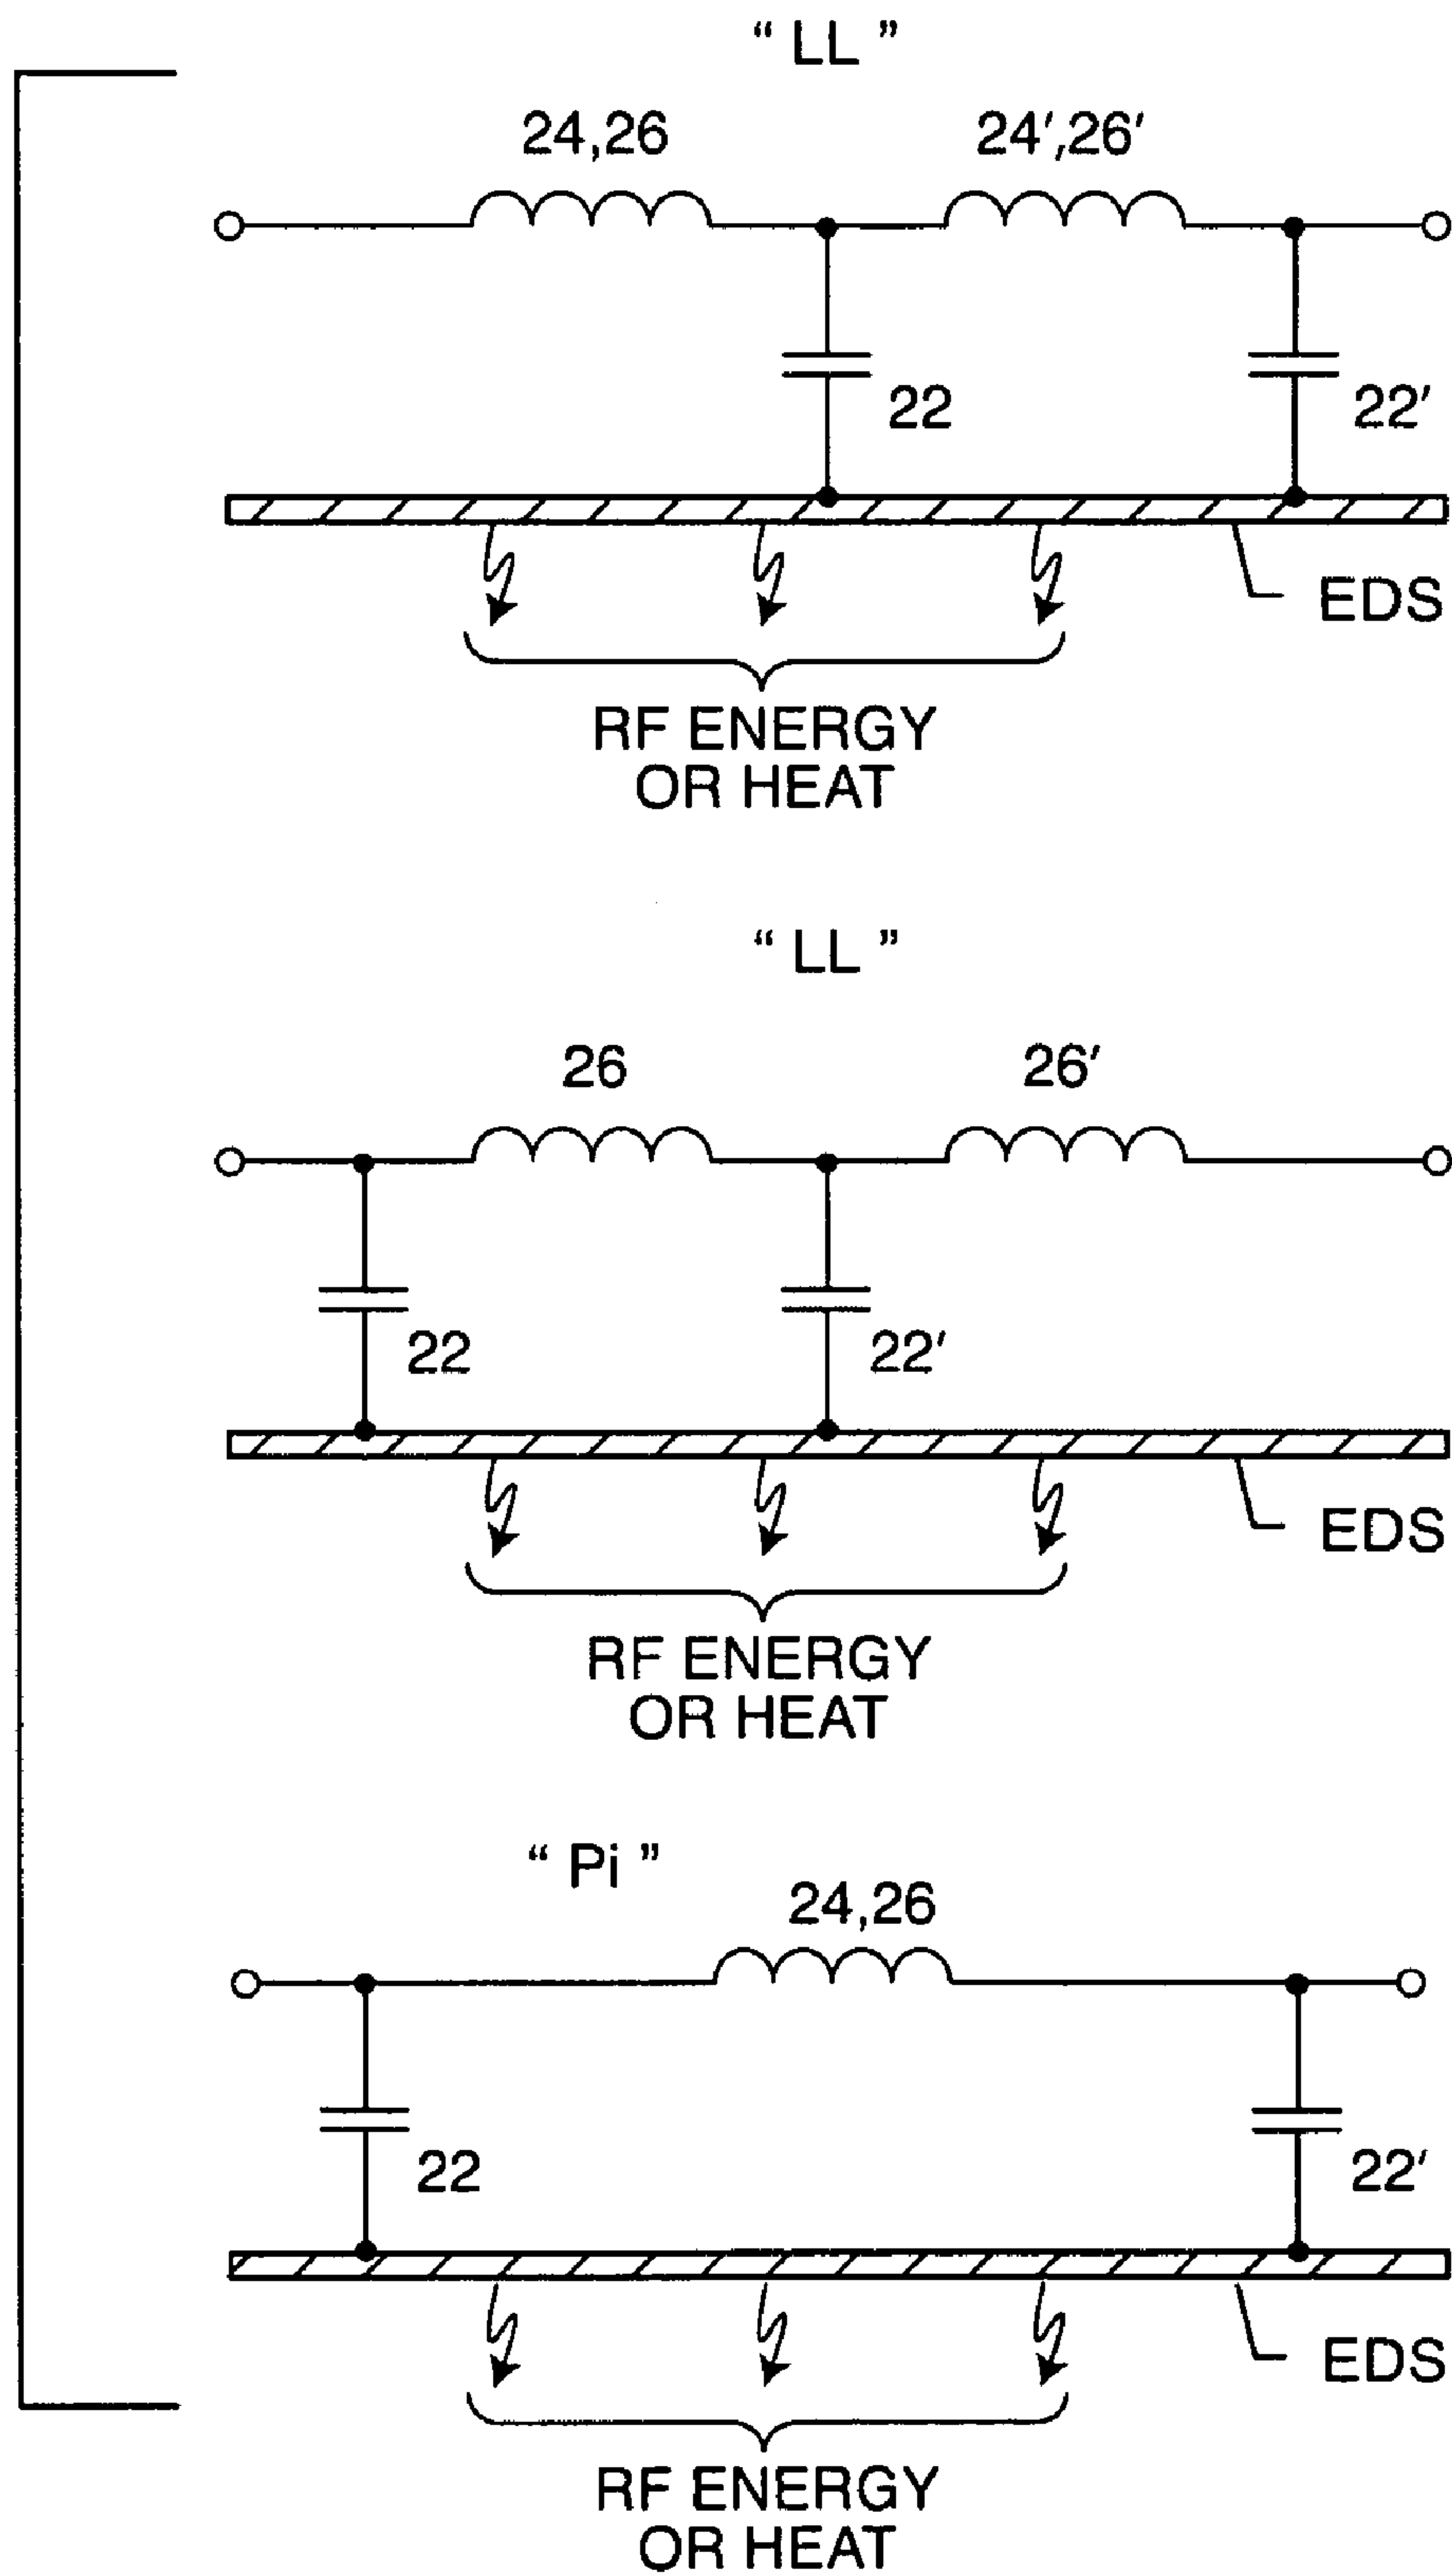 “ LL ”
24,26
24′,26′
22
22′
EDS
RF ENERGY
OR HEAT
“ LL ”
26
26′
22
22′
EDS
RF ENERGY
OR HEAT
“ Pi ”
24,26
22
22′
EDS
RF ENERGY
OR HEAT